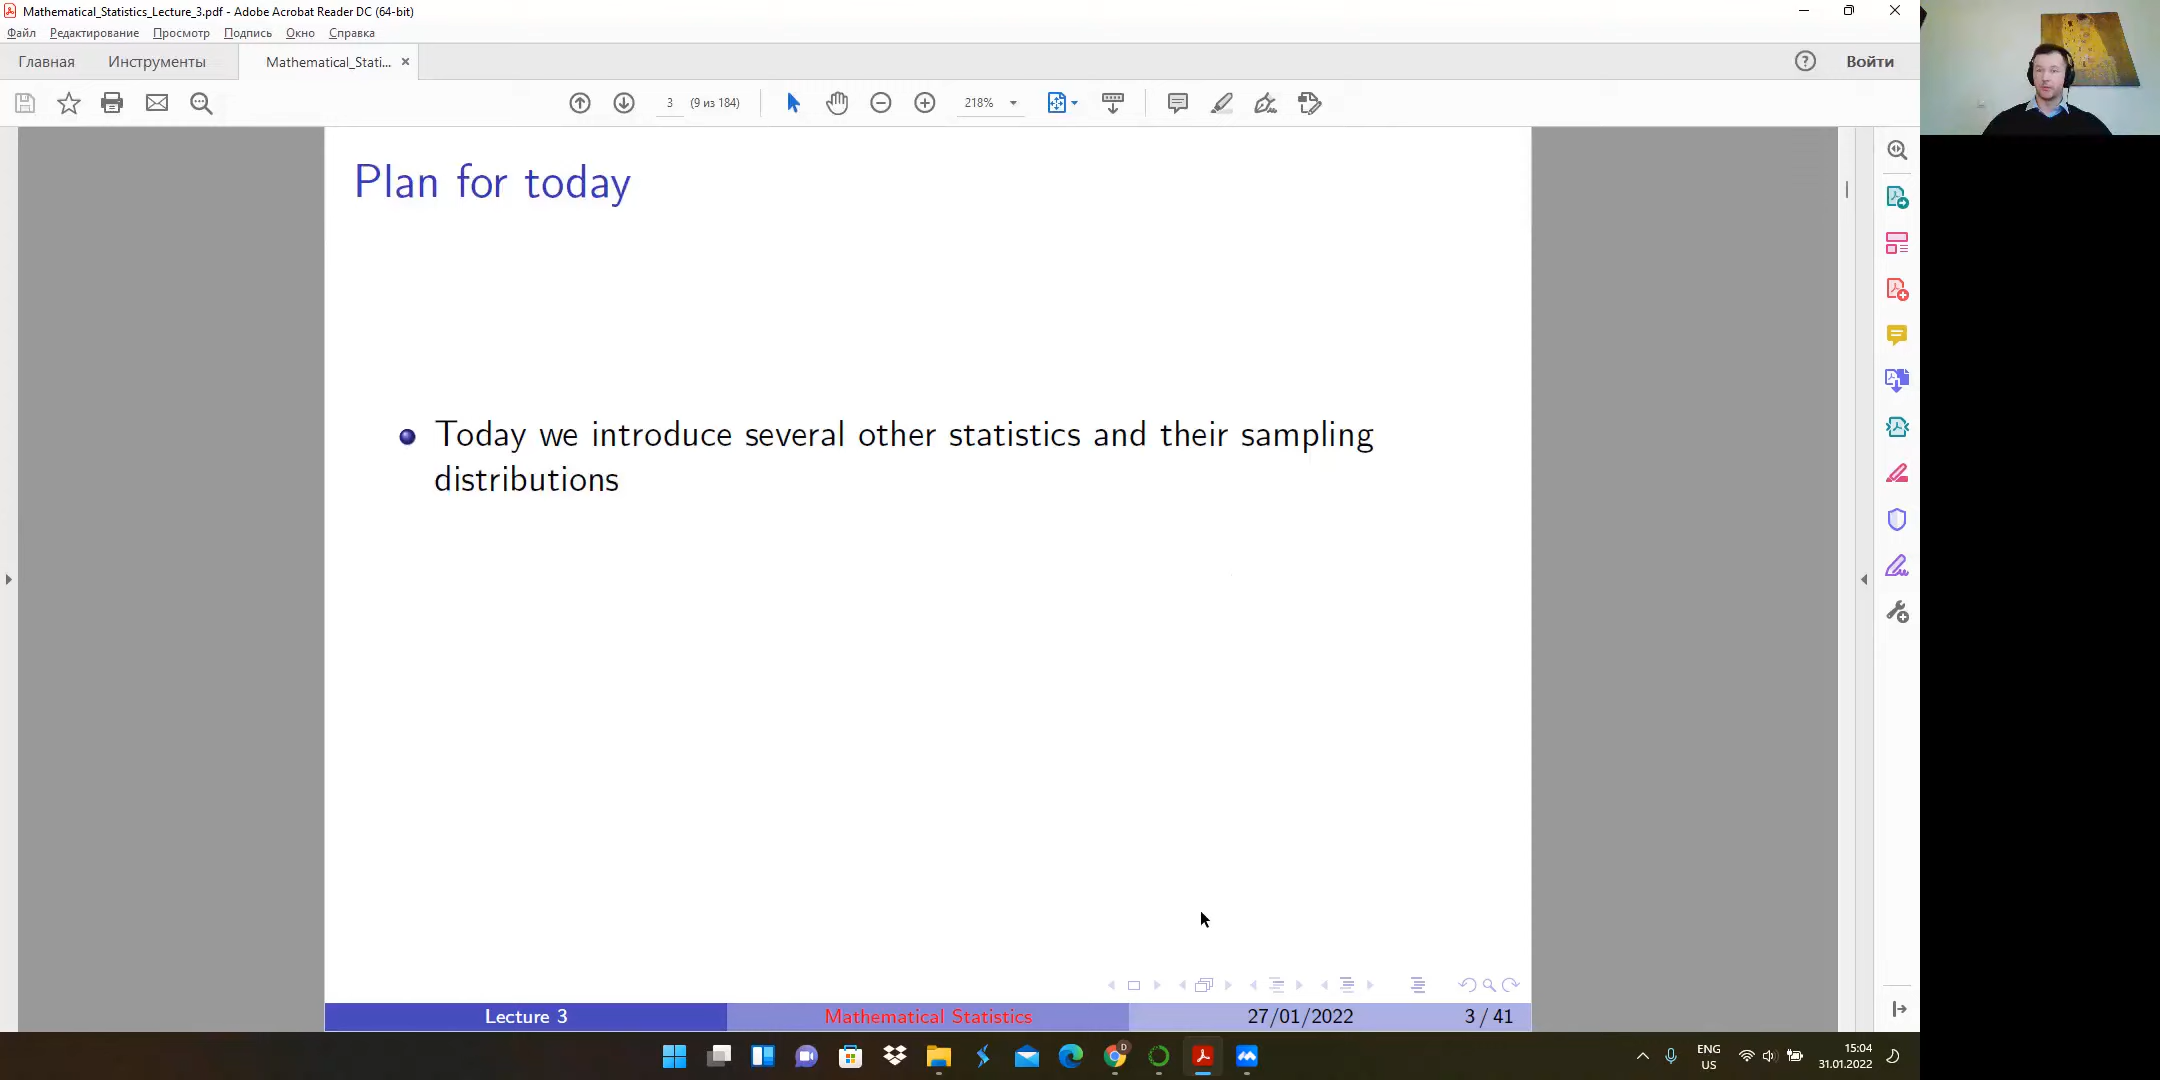 Mathematical_Statistics_Lecture_3.pdf - Adobe Acrobat Reader DC (64-bit)
Файл Редактирование Просмотр Подпись Окно Справка
Главная Инструменты Mathematical_Stati... Войти
3 (9 из 184) 218%
Plan for today
Today we introduce several other statistics and their sampling
distributions
Lecture 3 Mathematical Statistics 27/01/2022 3 / 41
ENG
US
15:04
31.01.2022